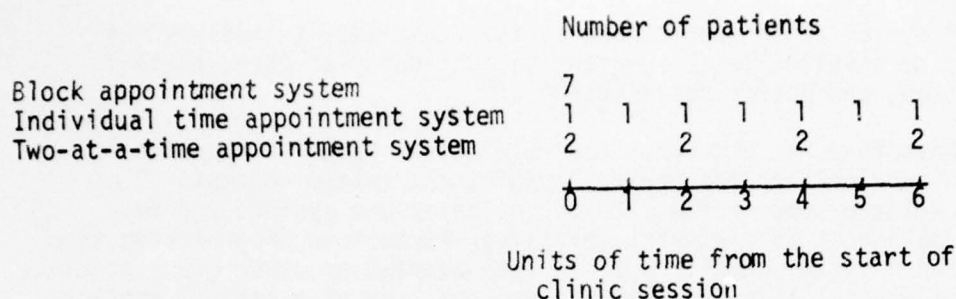 Number of patients
Block appointment system 7
Individual time appointment system 1 1 1 1 1 1 1
Two-at-a-time appointment system 2 2 2 2
0 1 2 3 4 5 6
Units of time from the start of
clinic session